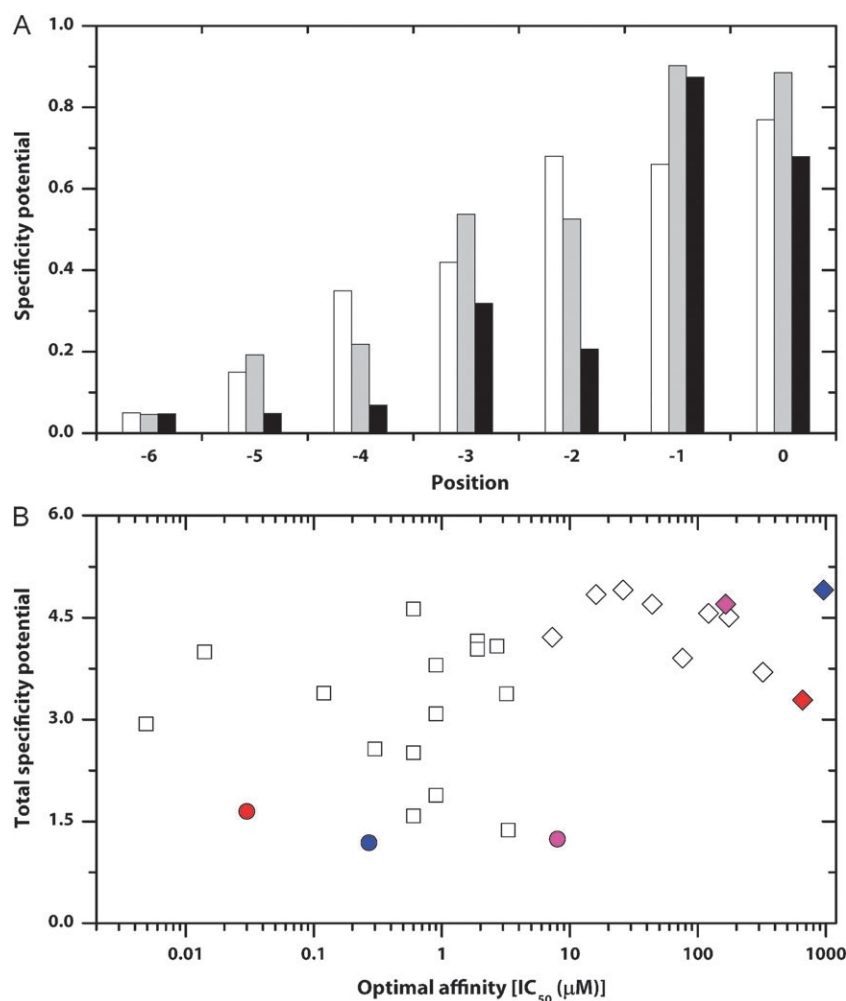 A
1.0
0.8
0.6
0.4
0.2
0.0
Specificity potential
-6 -5 -4 -3 -2 -1 0
Position
B
6.0
4.5
3.0
1.5
0.0
Total specificity potential
0.01 0.1 1 10 100 1000
Optimal affinity [IC50 (μM)]